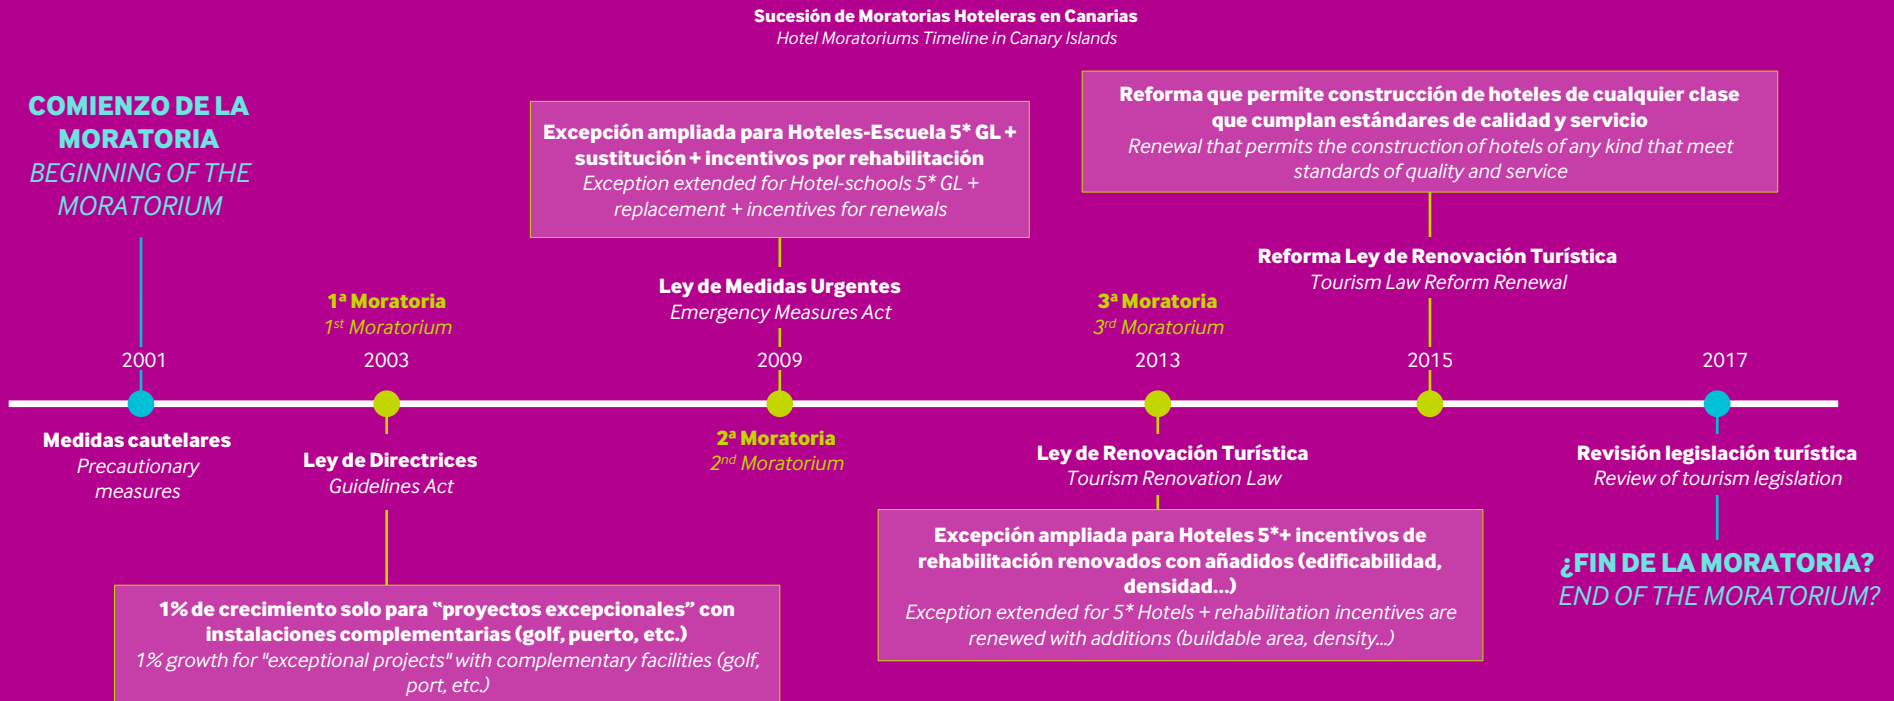 Sucesión de Moratorias Hoteleras en Canarias
Hotel Moratoriums Timeline in Canary Islands
COMIENZO DE LA
MORATORIA
BEGINNING OF THE
MORATORIUM
2001
Medidas cautelares
Precautionary
measures
1ª Moratoria
1st Moratorium
2003
Ley de Directrices
Guidelines Act
1% de crecimiento solo para “proyectos excepcionales” con
instalaciones complementarias (golf, puerto, etc.)
1% growth for "exceptional projects" with complementary facilities (golf,
port, etc.)
Excepción ampliada para Hoteles-Escuela 5* GL +
sustitución + incentivos por rehabilitación
Exception extended for Hotel-schools 5* GL +
replacement + incentives for renewals
Ley de Medidas Urgentes
Emergency Measures Act
2009
2ª Moratoria
2nd Moratorium
3ª Moratoria
3rd Moratorium
2013
Ley de Renovación Turística
Tourism Renovation Law
Excepción ampliada para Hoteles 5*+ incentivos de
rehabilitación renovados con añadidos (edificabilidad,
densidad...)
Exception extended for 5* Hotels + rehabilitation incentives are
renewed with additions (buildable area, density...)
Reforma que permite construcción de hoteles de cualquier clase
que cumplan estándares de calidad y servicio
Renewal that permits the construction of hotels of any kind that meet
standards of quality and service
Reforma Ley de Renovación Turística
Tourism Law Reform Renewal
2015
2017
Revisión legislación turística
Review of tourism legislation
¿FIN DE LA MORATORIA?
END OF THE MORATORIUM?